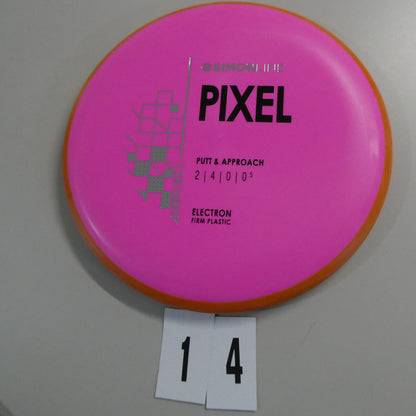 SIMON LINE
PIXEL
PUTT & APPROACH
2 | 4 | 0 | 0.5
ELECTRON
FIRM PLASTIC
1 4